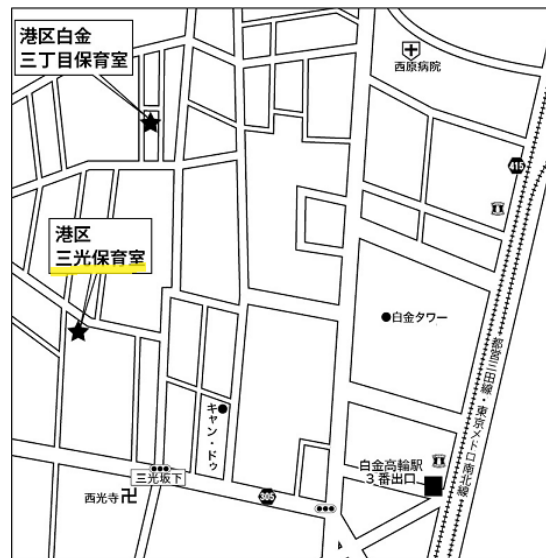 港区白金
三丁目保育室
西原病院
415
港区
三光保育室
白金タワー
都営三田線・東京メトロ南北線
キャン・ドゥ
白金高輪駅
3番出口
三光坂下
西光寺
305